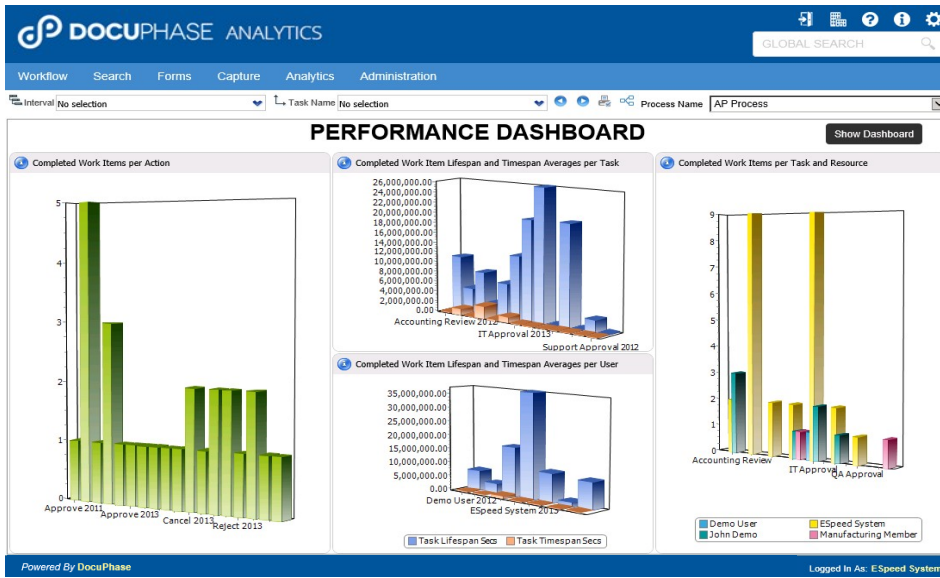 DOCUPHASE ANALYTICS
GLOBAL SEARCH
Workflow Search Forms Capture Analytics Administration
Interval No selection Task Name No selection Process Name AP Process
PERFORMANCE DASHBOARD
Show Dashboard
Completed Work Items per Action
5
4
3
2
1
0
Approve 2011
Approve 2013
Cancel 2013
Reject 2013
Completed Work Item Lifespan and Timespan Averages per Task
26,000,000.00
24,000,000.00
22,000,000.00
20,000,000.00
18,000,000.00
16,000,000.00
14,000,000.00
12,000,000.00
10,000,000.00
8,000,000.00
6,000,000.00
4,000,000.00
2,000,000.00
0.00
Accounting Review 2012
IT Approval 2013
Support Approval 2012
Completed Work Item Lifespan and Timespan Averages per User
35,000,000.00
30,000,000.00
25,000,000.00
20,000,000.00
15,000,000.00
10,000,000.00
5,000,000.00
0.00
Demo User 2012
ESpeed System 2013
Task Lifespan Secs Task Timespan Secs
Completed Work Items per Task and Resource
9
8
7
6
5
4
3
2
1
0
Accounting Review
IT Approval
QA Approval
Demo User ESpeed System
John Demo Manufacturing Member
Powered By DocuPhase
Logged In As: ESpeed System